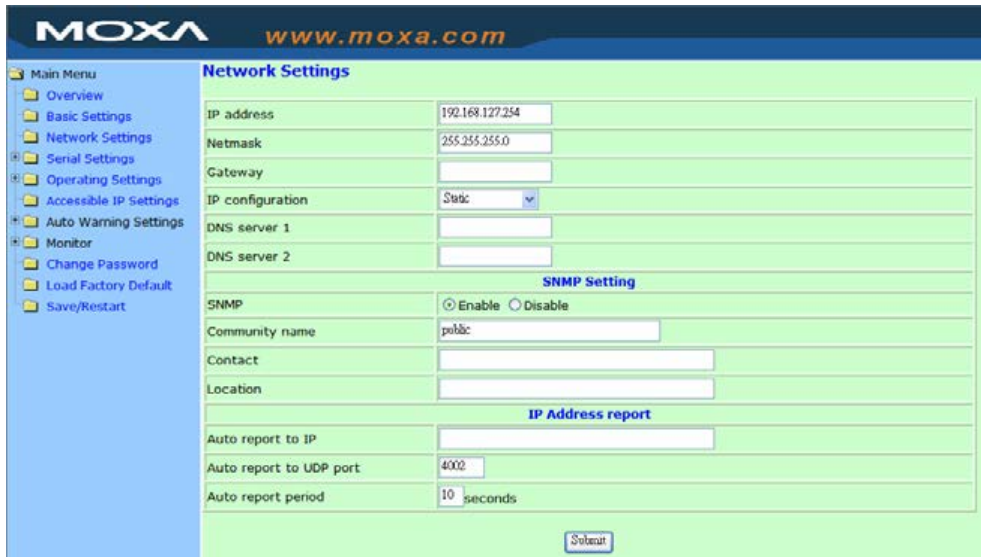 MOXA www.moxa.com
Main Menu
Overview
Basic Settings
Network Settings
Serial Settings
Operating Settings
Accessible IP Settings
Auto Warning Settings
Monitor
Change Password
Load Factory Default
Save/Restart
Network Settings
IP address 192.168.127.254
Netmask 255.255.255.0
Gateway
IP configuration Static
DNS server 1
DNS server 2
SNMP Setting
SNMP Enable Disable
Community name public
Contact
Location
IP Address report
Auto report to IP
Auto report to UDP port 4002
Auto report period 10 seconds
Submit